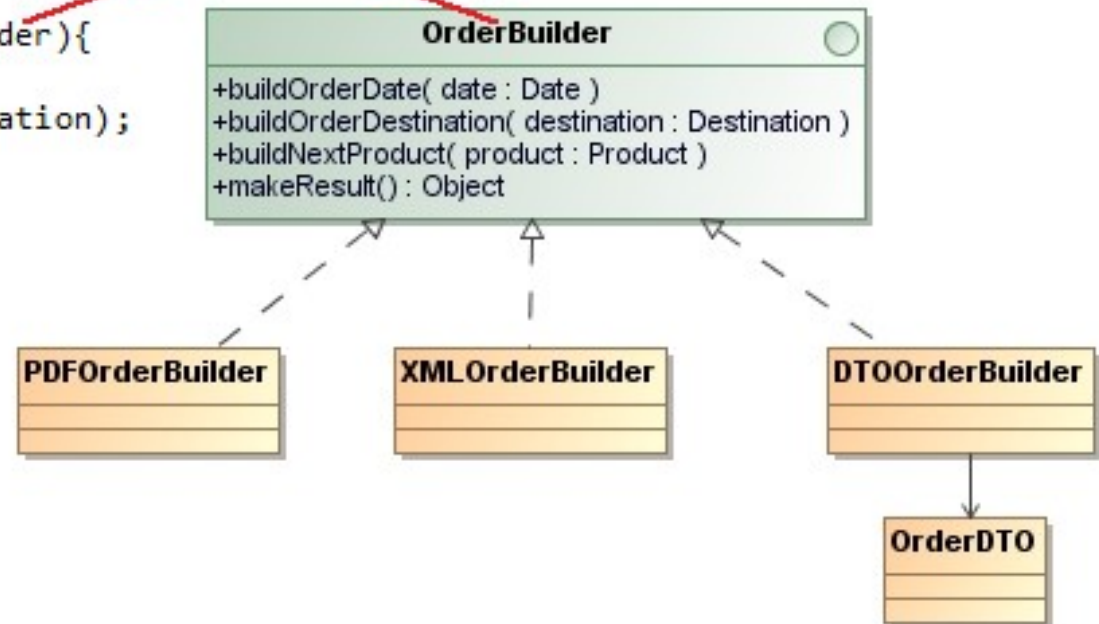 der){
ation);
OrderBuilder
+buildOrderDate( date : Date )
+buildOrderDestination( destination : Destination )
+buildNextProduct( product : Product )
+makeResult() : Object
PDFOrderBuilder
XMLOrderBuilder
DTOOrderBuilder
OrderDTO